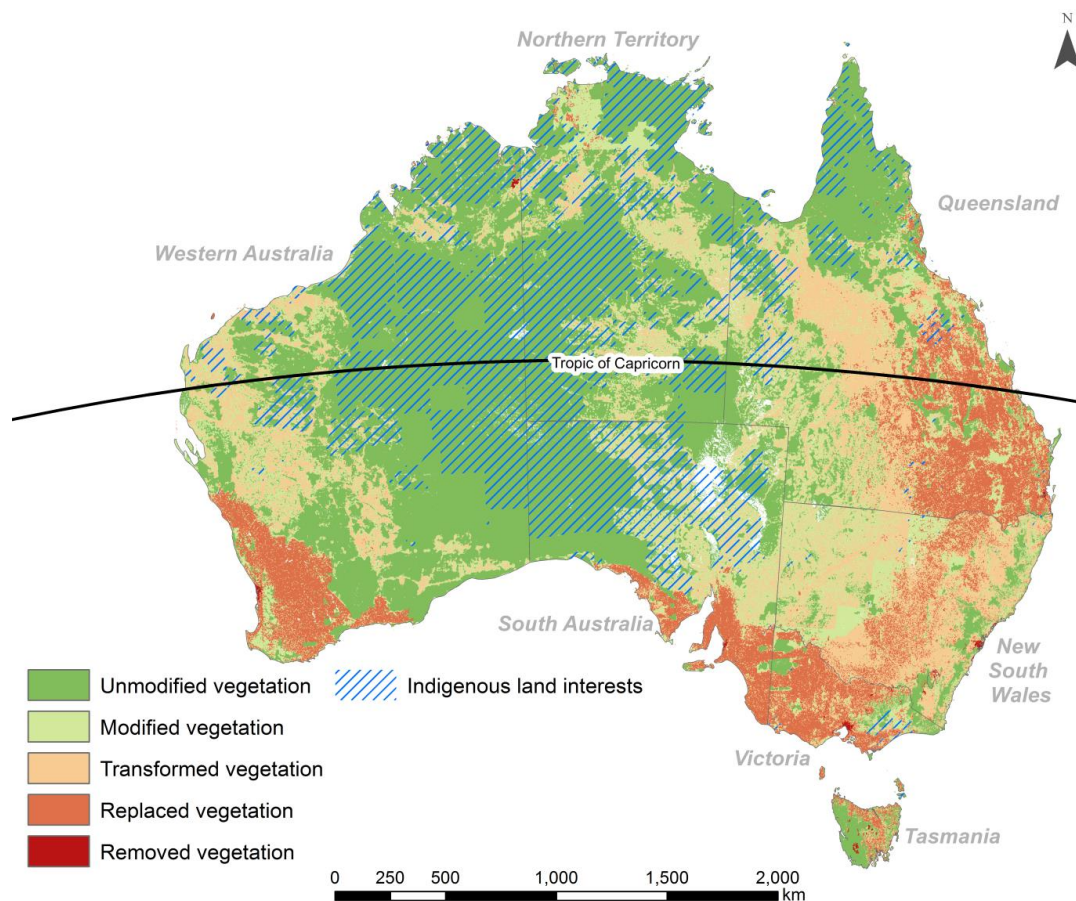 Northern Territory
N
Queensland
Western Australia
Tropic of Capricorn
South Australia
New
South
Wales
Victoria
Tasmania
Unmodified vegetation
Indigenous land interests
Modified vegetation
Transformed vegetation
Replaced vegetation
Removed vegetation
0 250 500 1,000 1,500 2,000
km